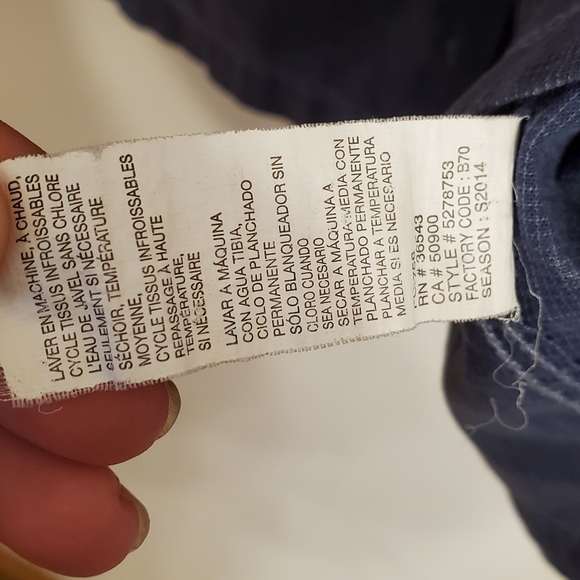 LAVER EN MACHINE, À CHAUD,
CYCLE TISSUS INFROISSABLES
L'EAU DE JAVEL SANS CHLORE
SEULEMENT SI NÉCESSAIRE
SÉCHOIR, TEMPÉRATURE
MOYENNE,
CYCLE TISSUS INFROISSABLES
REPASSAGE À HAUTE
TEMPÉRATURE,
SI NÉCESSAIRE
LAVAR A MÁQUINA
CON AGUA TIBIA,
CICLO DE PLANCHADO
PERMANENTE
SÓLO BLANQUEADOR SIN
CLORO CUANDO
SEA NECESARIO
SECAR A MÁQUINA A
TEMPERATURA MEDIA CON
PLANCHADO PERMANENTE
PLANCHAR A TEMPERATURA
MEDIA SI ES NECESARIO
RN # 36543
CA # 50900
STYLE # 5278753
FACTORY CODE : B70
SEASON : S2014